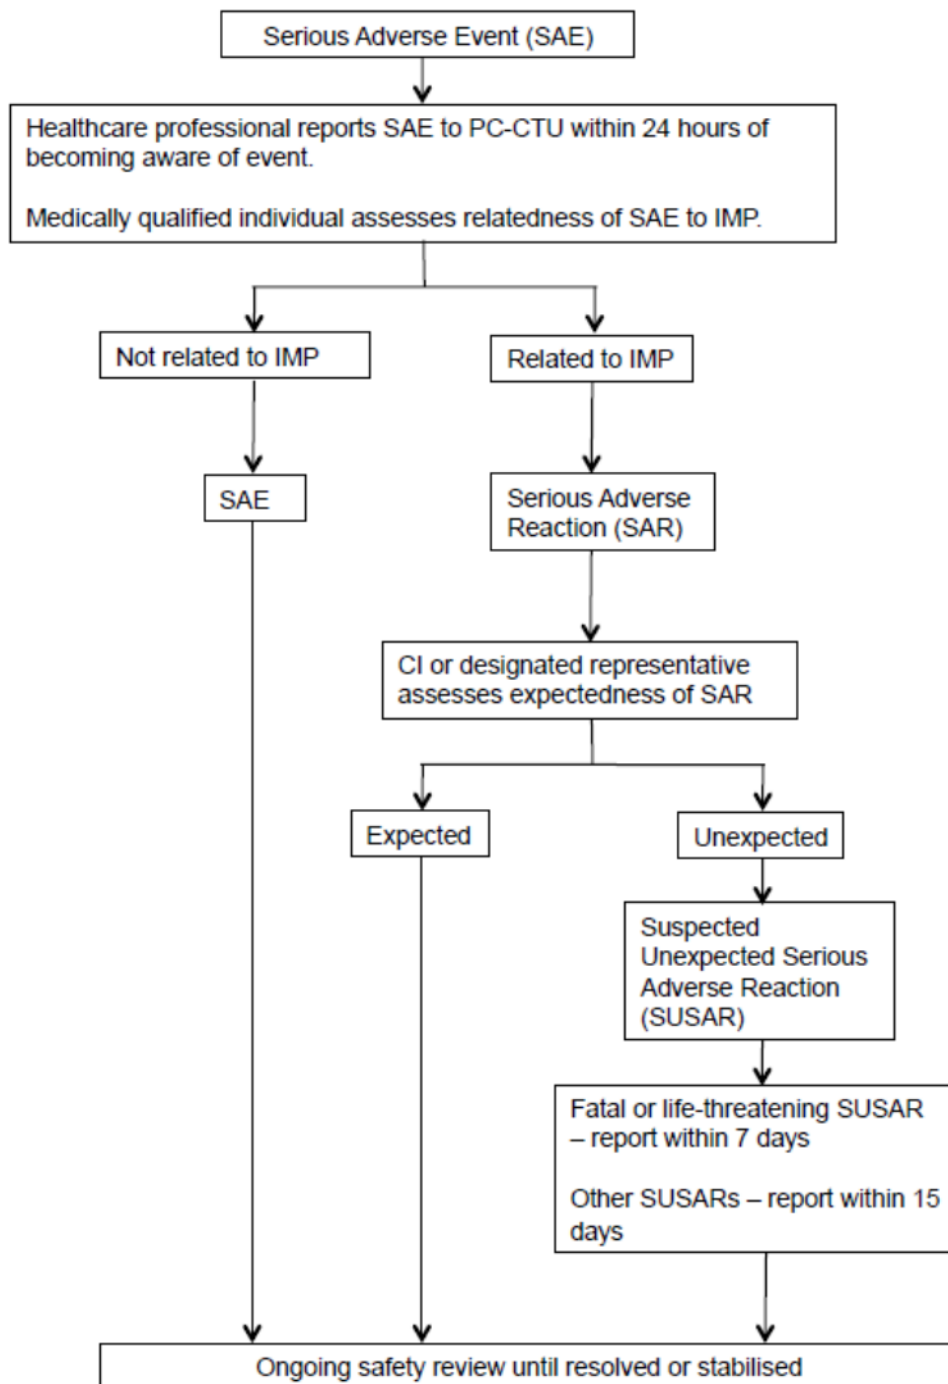 Serious Adverse Event (SAE)
Healthcare professional reports SAE to PC-CTU within 24 hours of
becoming aware of event.
Medically qualified individual assesses relatedness of SAE to IMP.
Not related to IMP
Related to IMP
SAE
Serious Adverse
Reaction (SAR)
CI or designated representative
assesses expectedness of SAR
Expected
Unexpected
Suspected
Unexpected Serious
Adverse Reaction
(SUSAR)
Fatal or life-threatening SUSAR
– report within 7 days
Other SUSARs – report within 15
days
Ongoing safety review until resolved or stabilised